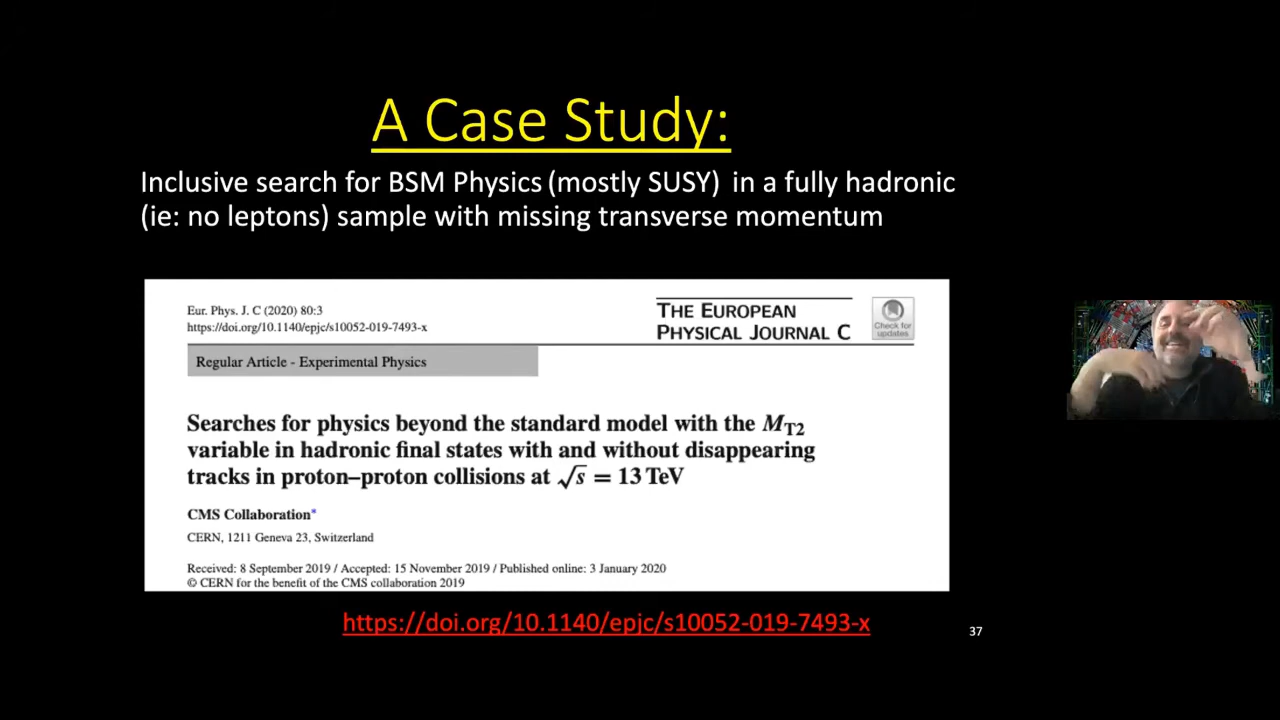 A Case Study:
Inclusive search for BSM Physics (mostly SUSY) in a fully hadronic
(ie: no leptons) sample with missing transverse momentum
Eur. Phys. J. C (2020) 80:3
https://doi.org/10.1140/epjc/s10052-019-7493-x
THE EUROPEAN
PHYSICAL JOURNAL C
Check for
updates
Regular Article - Experimental Physics
Searches for physics beyond the standard model with the M_T2
variable in hadronic final states with and without disappearing
tracks in proton–proton collisions at √s = 13 TeV
CMS Collaboration*
CERN, 1211 Geneva 23, Switzerland
Received: 8 September 2019 / Accepted: 15 November 2019 / Published online: 3 January 2020
© CERN for the benefit of the CMS collaboration 2019
https://doi.org/10.1140/epjc/s10052-019-7493-x
37